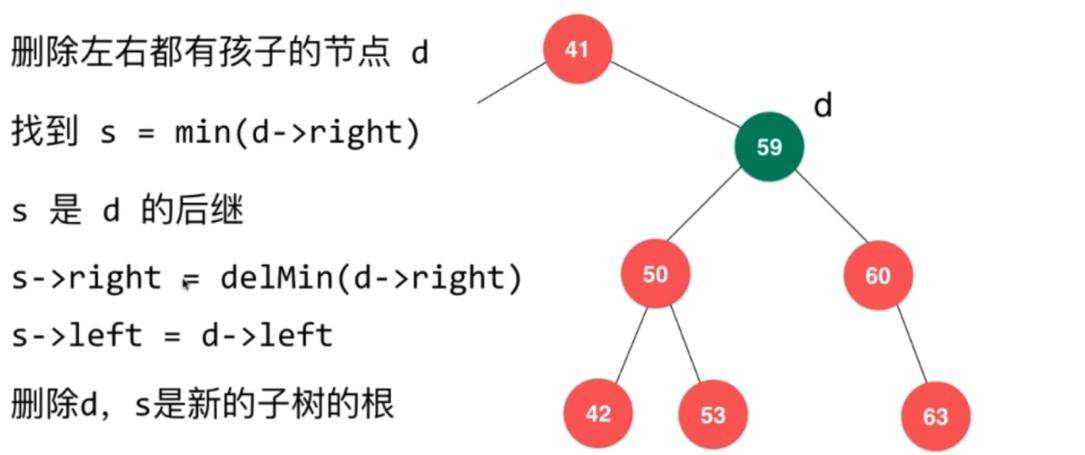 删除左右都有孩子的节点 d
找到 s = min(d->right)
s 是 d 的后继
s->right = delMin(d->right)
s->left = d->left
删除d, s是新的子树的根
41
d
59
50
60
42
53
63